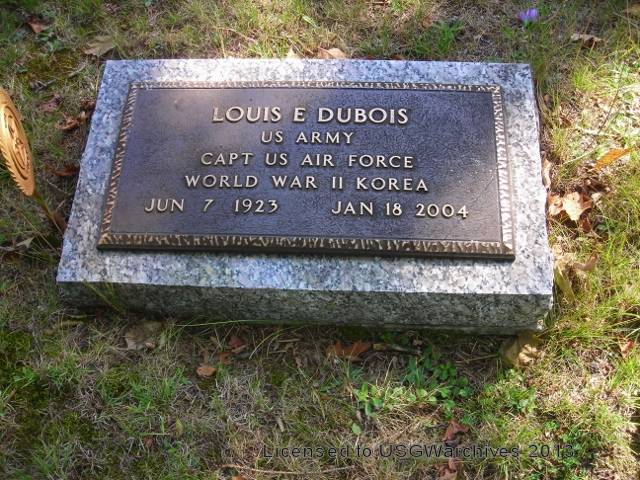 LOUIS E DUBOIS
US ARMY
CAPT US AIR FORCE
WORLD WAR II KOREA
JUN 7 1923 JAN 18 2004
Licensed to USGWarchives 2013